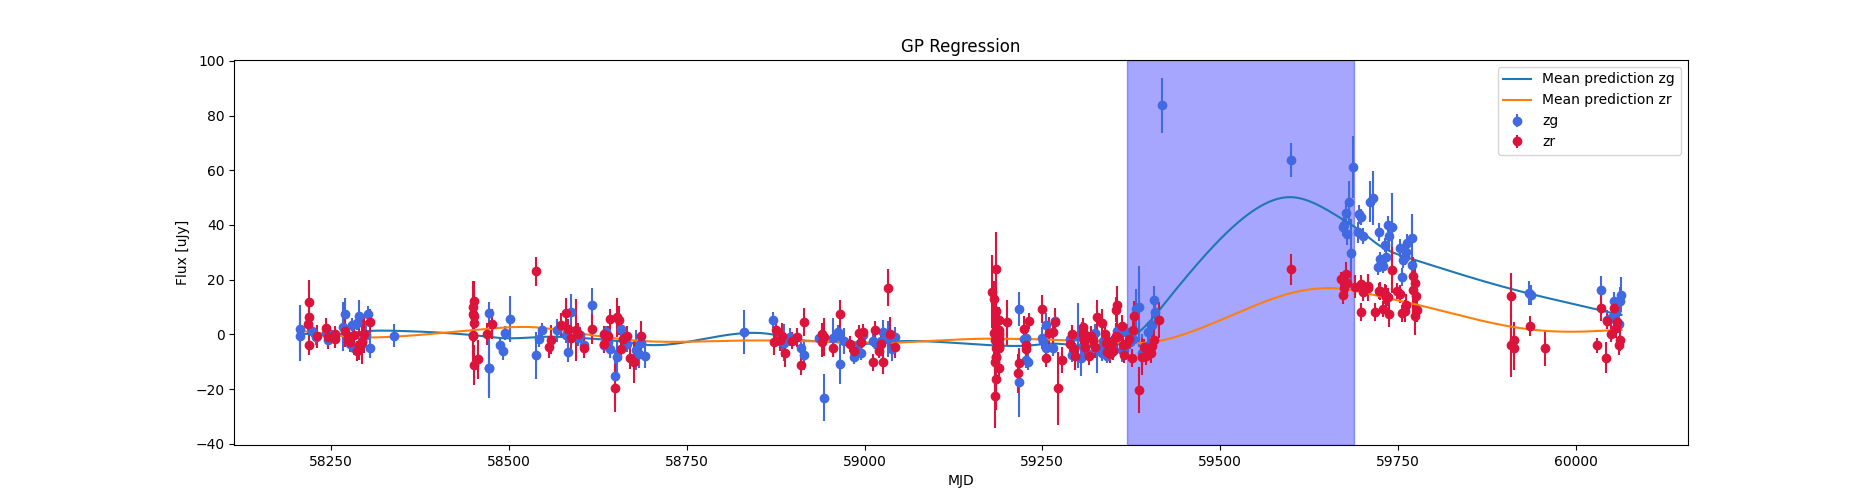 GP Regression
100
80
60
40
20
0
−20
−40
Flux [uJy]
58250
58500
58750
59000
59250
59500
59750
60000
MJD
Mean prediction zg
Mean prediction zr
zg
zr